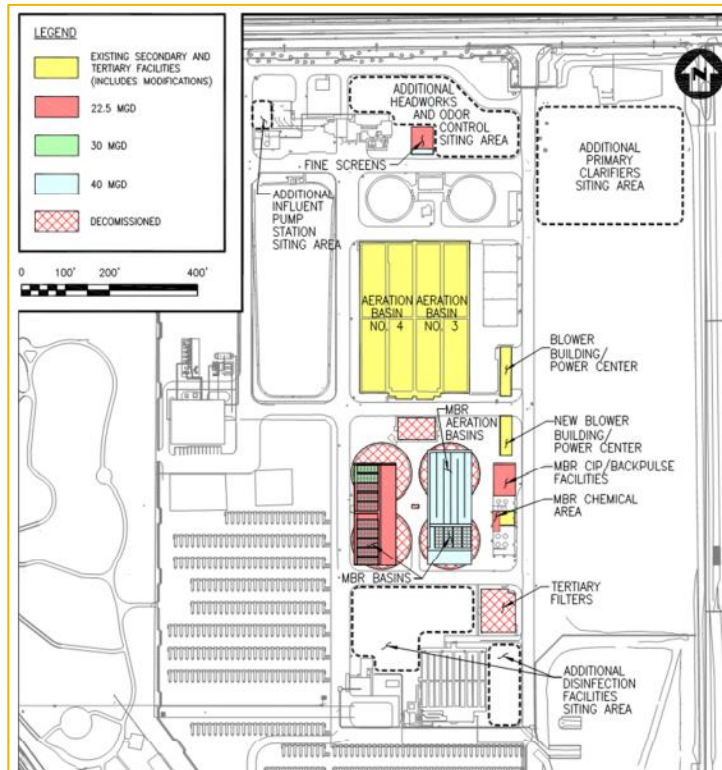 LEGEND
EXISTING SECONDARY AND
TERTIARY FACILITIES
(INCLUDES MODIFICATIONS)
22.5 MGD
30 MGD
40 MGD
DECOMISSIONED
0 100' 200' 400'
N
ADDITIONAL
HEADWORKS
AND ODOR
CONTROL
SITING AREA
FINE SCREENS
ADDITIONAL
PRIMARY
CLARIFIERS
SITING AREA
ADDITIONAL
INFLUENT
PUMP
STATION
SITING AREA
AERATION
BASIN
NO. 4
AERATION
BASIN
NO. 3
BLOWER
BUILDING/
POWER CENTER
MBR
AERATION
BASINS
NEW BLOWER
BUILDING/
POWER CENTER
MBR CIP/BACKPULSE
FACILITIES
MBR CHEMICAL
AREA
MBR BASINS
TERTIARY
FILTERS
ADDITIONAL
DISINFECTION
FACILITIES
SITING AREA